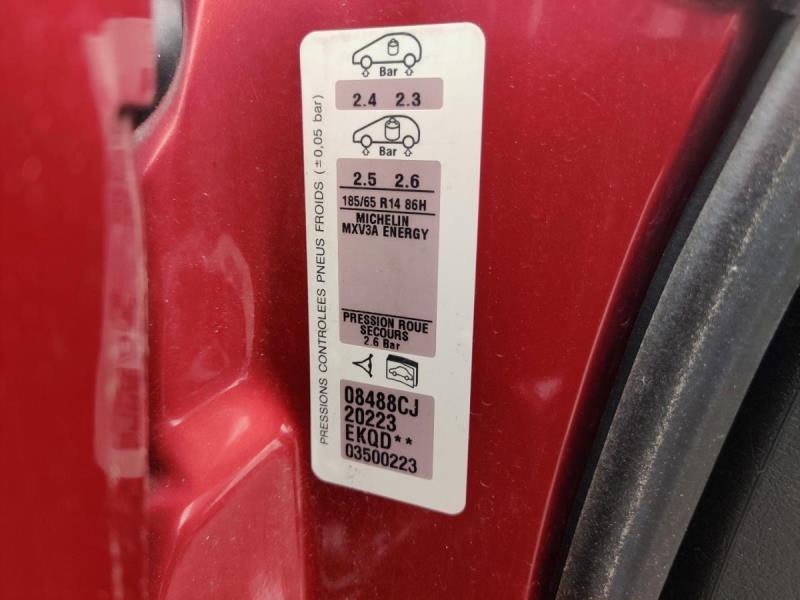 Bar
2.4 2.3
Bar
2.5 2.6
185/65 R14 86H
MICHELIN
MXV3A ENERGY
PRESSION ROUE
SECOURS
2.6 Bar
08488CJ
20223
EKQD**
03500223
PRESSIONS CONTROLEES PNEUS FROIDS (±0,05 bar)